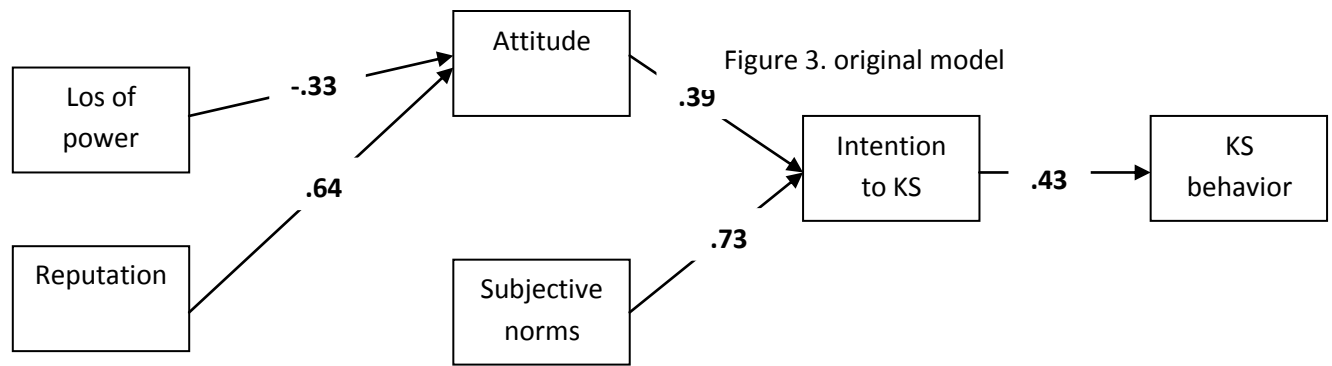 Attitude
Figure 3. original model
Los of
power
-.33
.39
Intention
to KS
.43
KS
behavior
.64
.73
Reputation
Subjective
norms